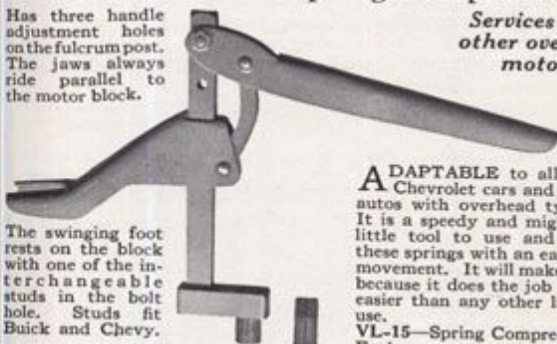 Has three handle
adjustment holes
on the fulcrum post.
The jaws always
ride parallel to
the motor block.
Services
other ove
moto
ADAPTABLE to all
Chevrolet cars and
autos with overhead ty
It is a speedy and mig
little tool to use and
these springs with an ea
movement. It will make
because it does the job
easier than any other l
use.
VL-15—Spring Compre
The swinging foot
rests on the block
with one of the in-
terchangeable
studs in the bolt
hole. Studs fit
Buick and Chevy.